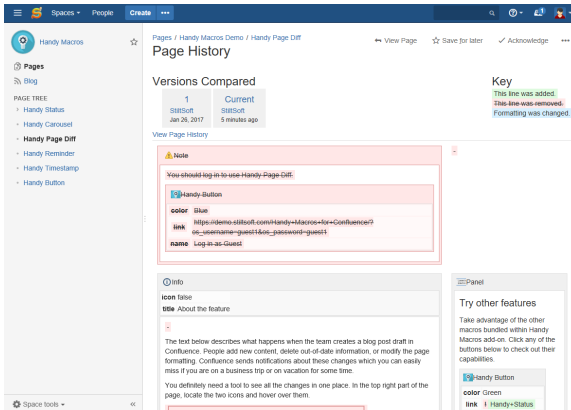 Spaces People Create
Handy Macros
Pages
Blog
PAGE TREE
Handy Status
Handy Carousel
Handy Page Diff
Handy Reminder
Handy Timestamp
Handy Button
Space tools
Pages / Handy Macros Demo / Handy Page Diff
View Page Save for later Acknowledge
Page History
Versions Compared
1 Current
StiltSoft StiltSoft
Jan 26, 2017 5 minutes ago
View Page History
Key
This line was added.
This line was removed.
Formatting was changed.
Note
You should log in to use Handy Page Diff.
Handy Button
color Blue
link https://demo.stiltsoft.com/Handy+Macros+for+Confluence/?
os_username=guest1&os_password=guest1
name Log in as Guest
Info
icon false
title About the feature
The text below describes what happens when the team creates a blog post draft in
Confluence. People add new content, delete out-of-date information, or modify the page
formatting. Confluence sends notifications about these changes which you can easily
miss if you are on a business trip or on vacation for some time.
You definitely need a tool to see all the changes in one place. In the top right part of the
page, locate the two icons and hover over them.
Panel
Try other features
Take advantage of the other
macros bundled within Handy
Macros add-on. Click any of the
buttons below to check out their
capabilities.
Handy Button
color Green
link Handy+Status